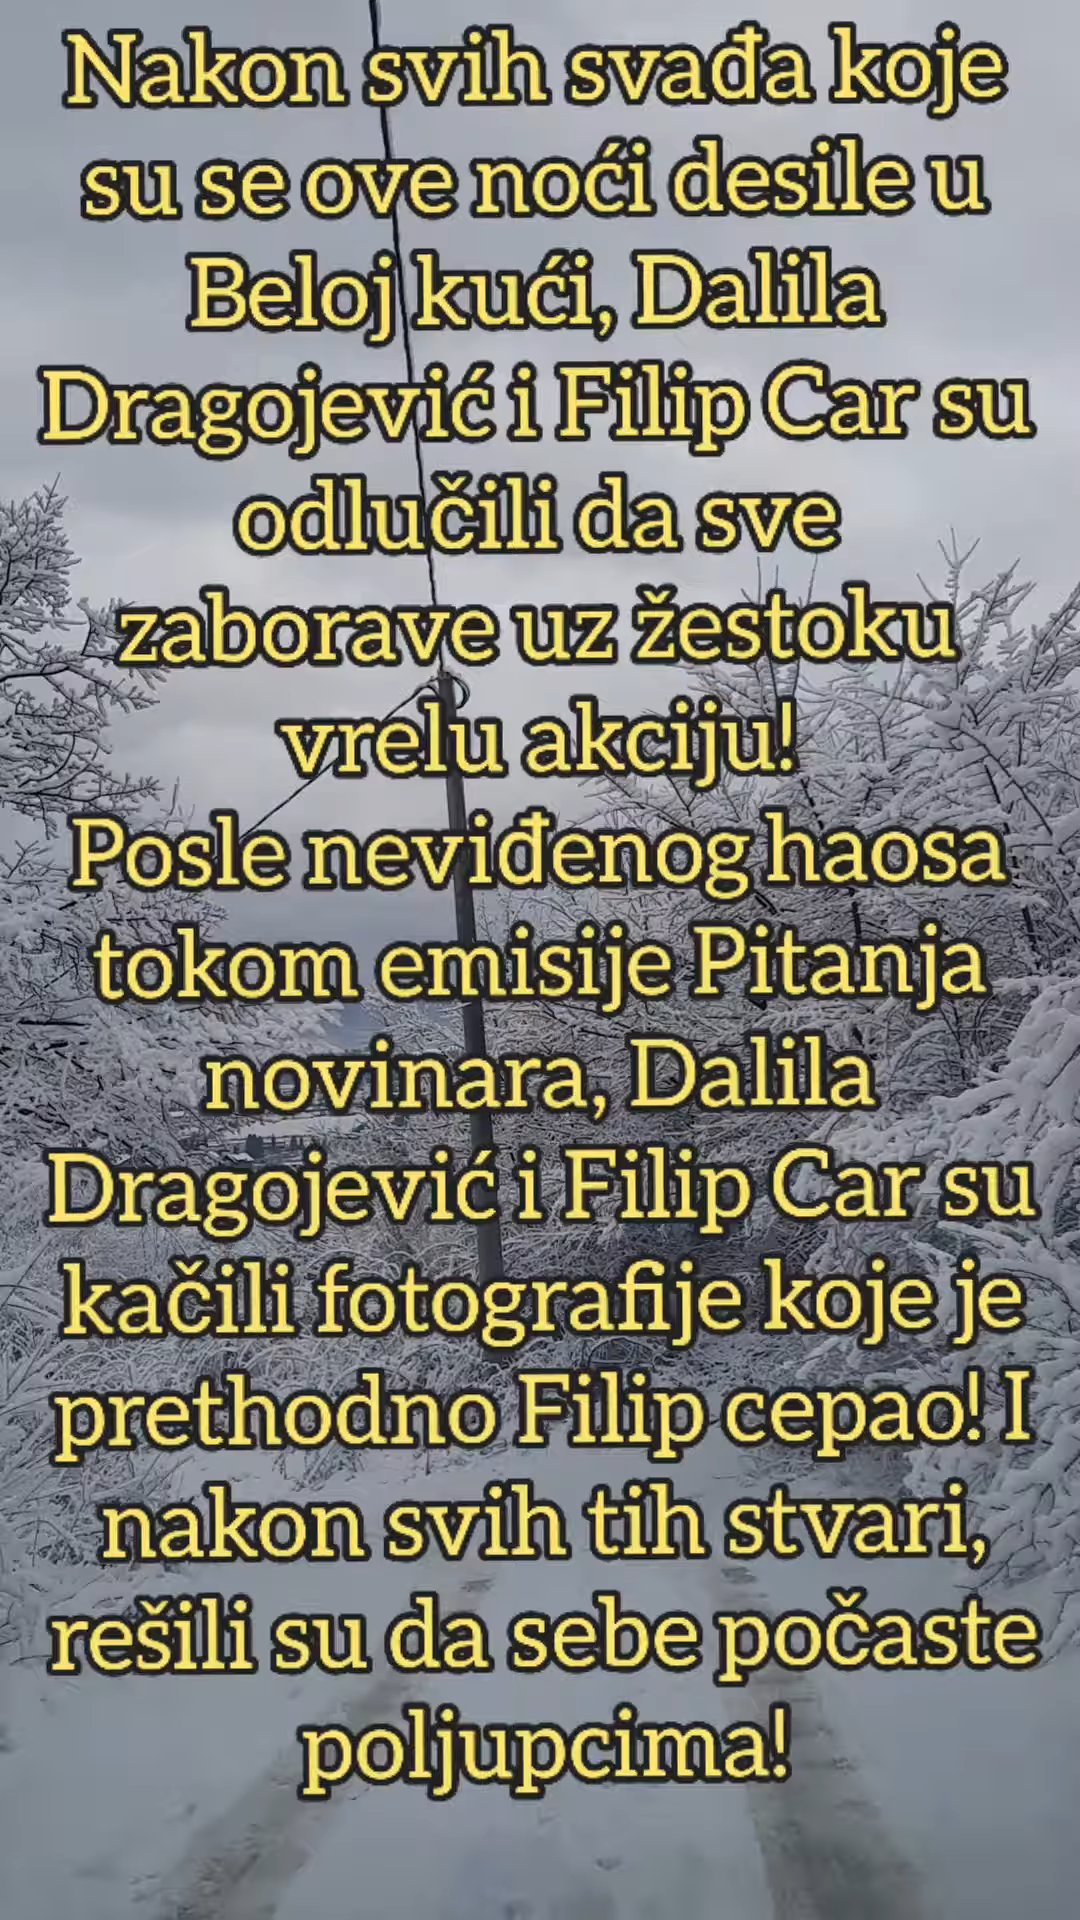 Nakon svih svađa koje
su se ove noći desile u
Beloj kući, Dalila
Dragojević i Filip Car su
odlučili da sve
zaborave uz žestoku
vrelu akciju!
Posle neviđenog haosa
tokom emisije Pitanja
novinara, Dalila
Dragojević i Filip Car su
kačili fotografije koje je
prethodno Filip cepao! I
nakon svih tih stvari,
rešili su da sebe počaste
poljupcima!